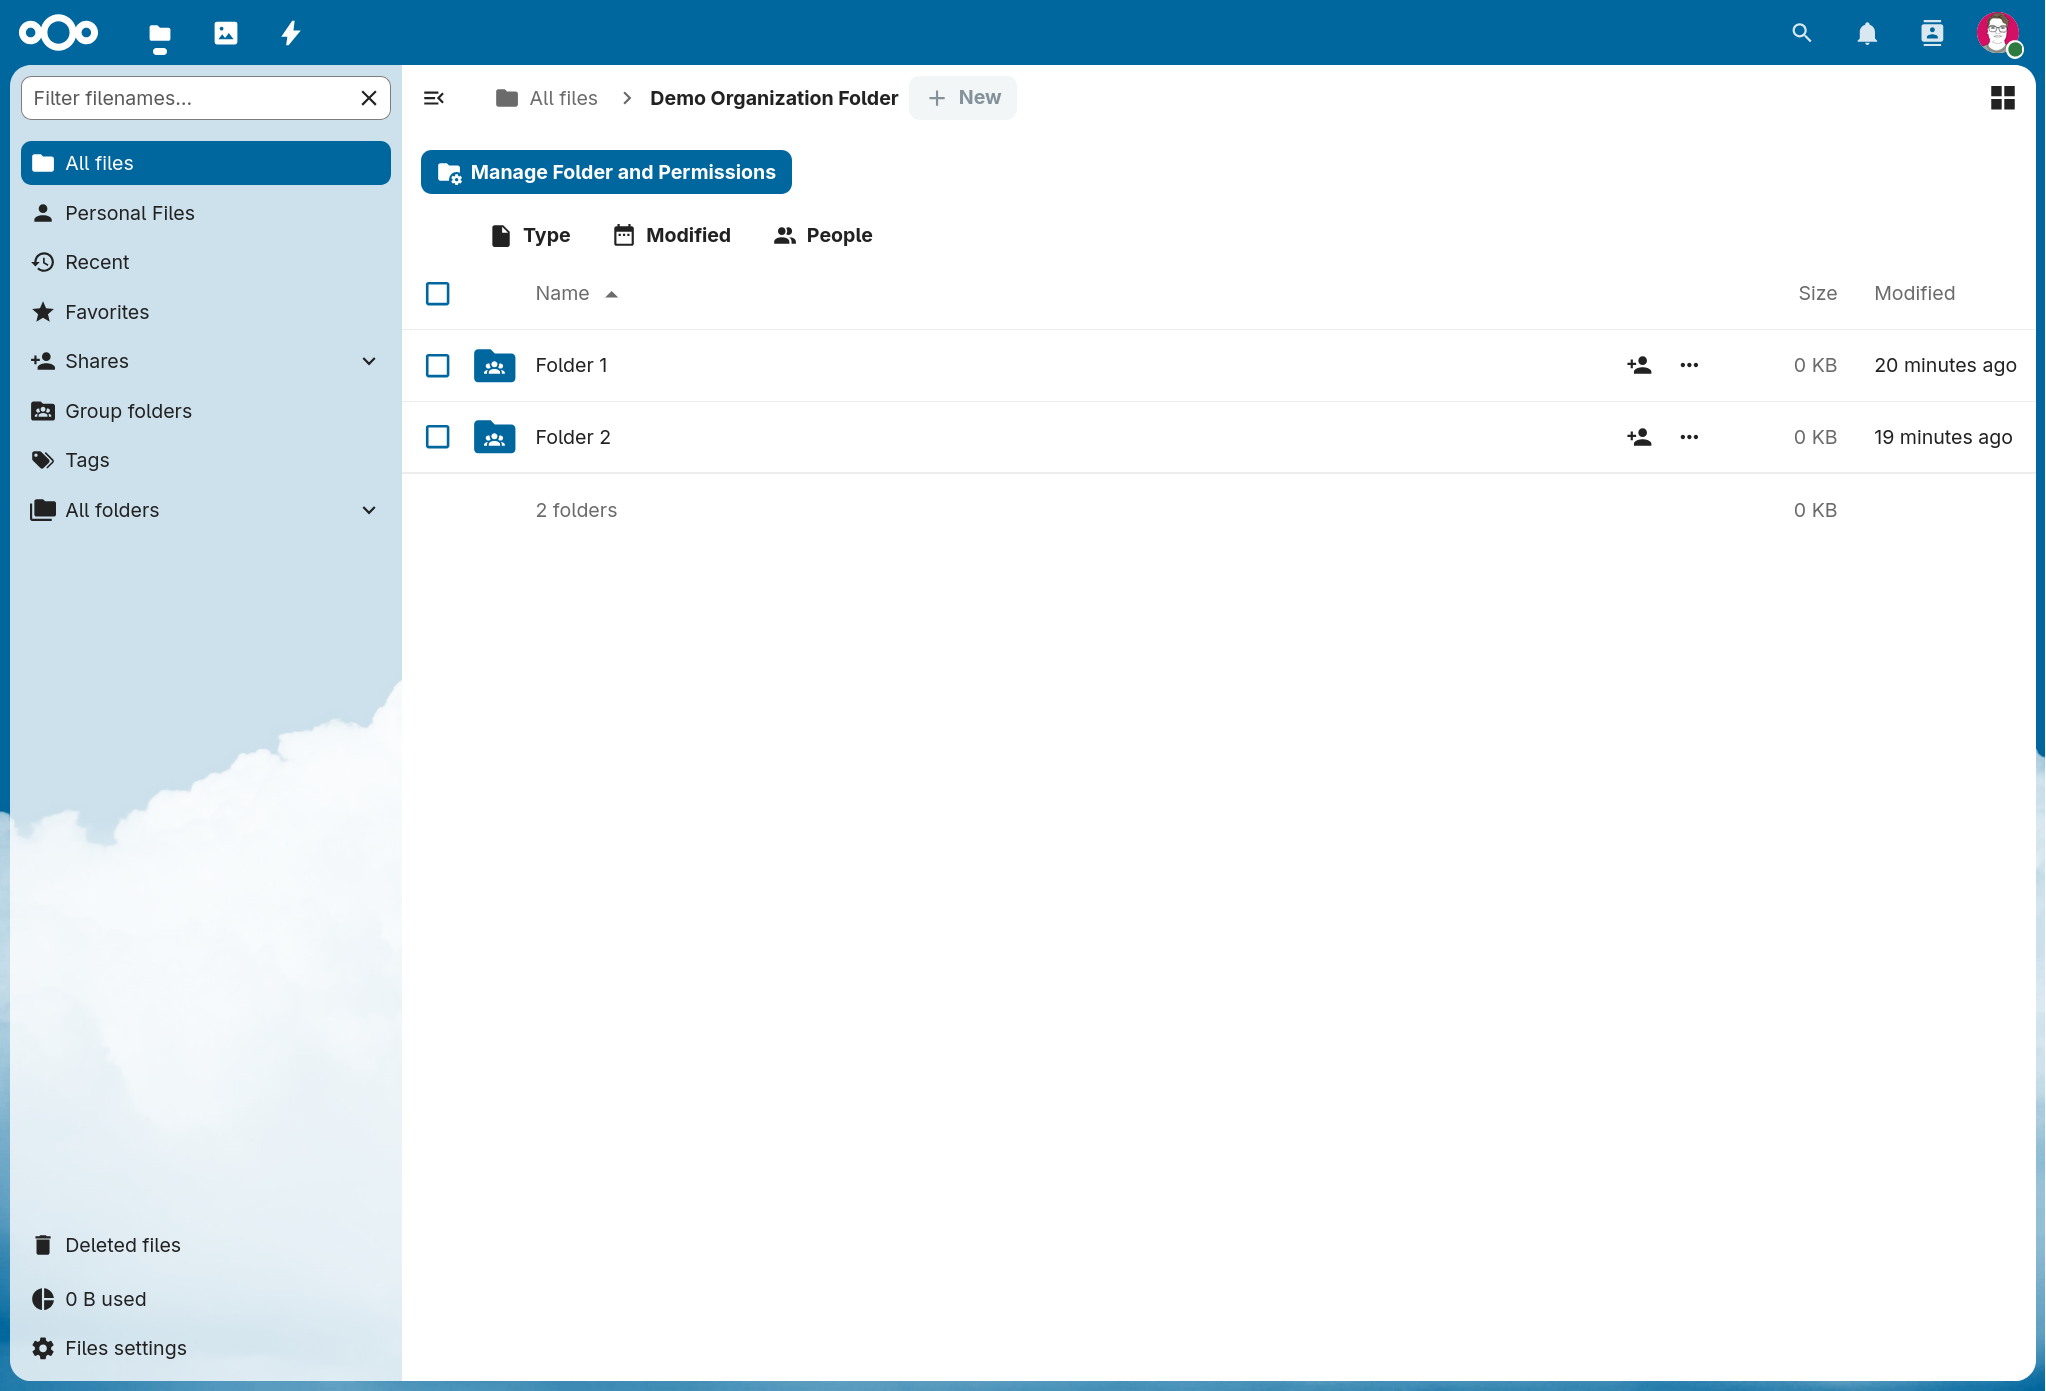 Filter filenames...
All files
Personal Files
Recent
Favorites
Shares
Group folders
Tags
All folders
Deleted files
0 B used
Files settings
All files > Demo Organization Folder + New
Manage Folder and Permissions
Type Modified People
Name Size Modified
Folder 1 0 KB 20 minutes ago
Folder 2 0 KB 19 minutes ago
2 folders 0 KB